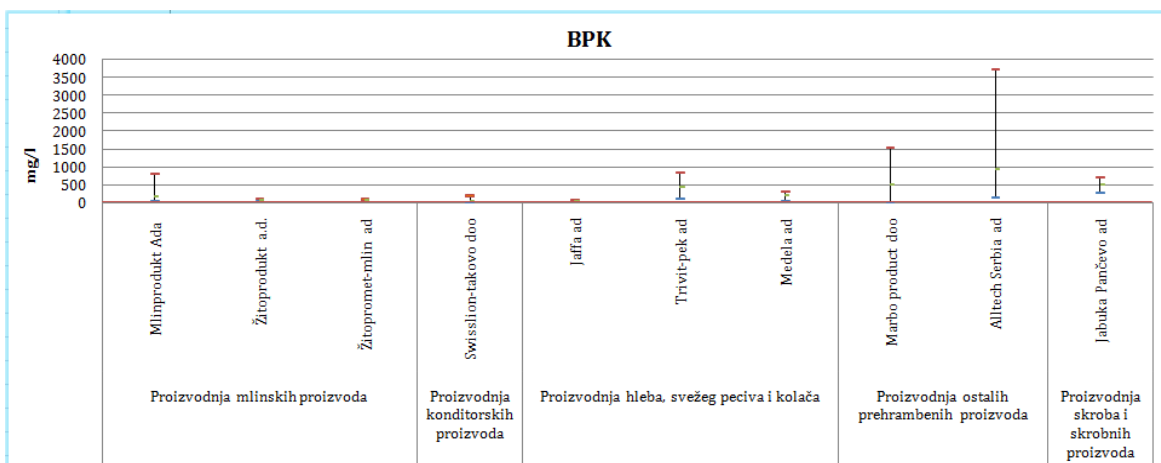 BPK
mg/l
4000
3500
3000
2500
2000
1500
1000
500
0
Mlinprodukt Ada
Žitoprodukt a.d.
Žitopromet-mlin ad
Swisslion-takovo doo
Jaffa ad
Trivit-pek ad
Medela ad
Marbo product doo
Alltech Serbia ad
Jabuka Pančevo ad
Proizvodnja mlinskih proizvoda
Proizvodnja
konditorskih
proizvoda
Proizvodnja hleba, svežeg peciva i kolača
Proizvodnja ostalih
prehrambenih proizvoda
Proizvodnja
skroba i
skrobnih
proizvoda